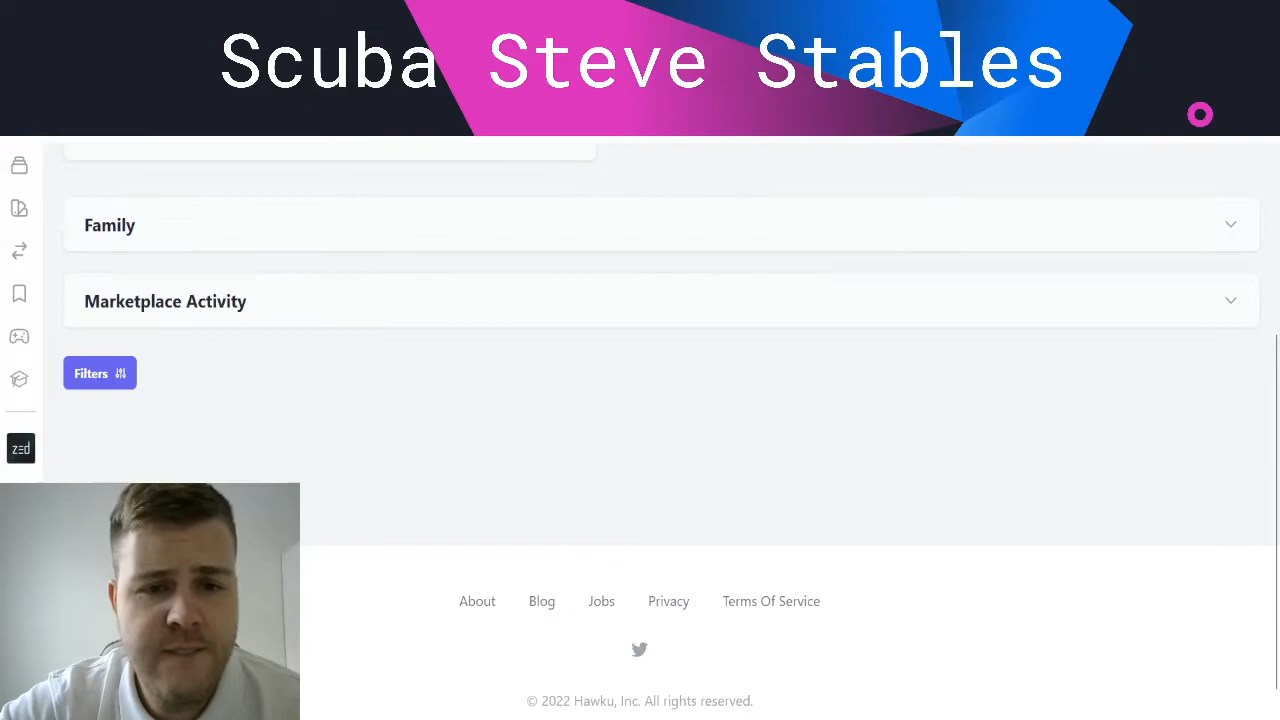 Scuba Steve Stables
Family
Marketplace Activity
Filters
zed
About Blog Jobs Privacy Terms Of Service
© 2022 Hawku, Inc. All rights reserved.